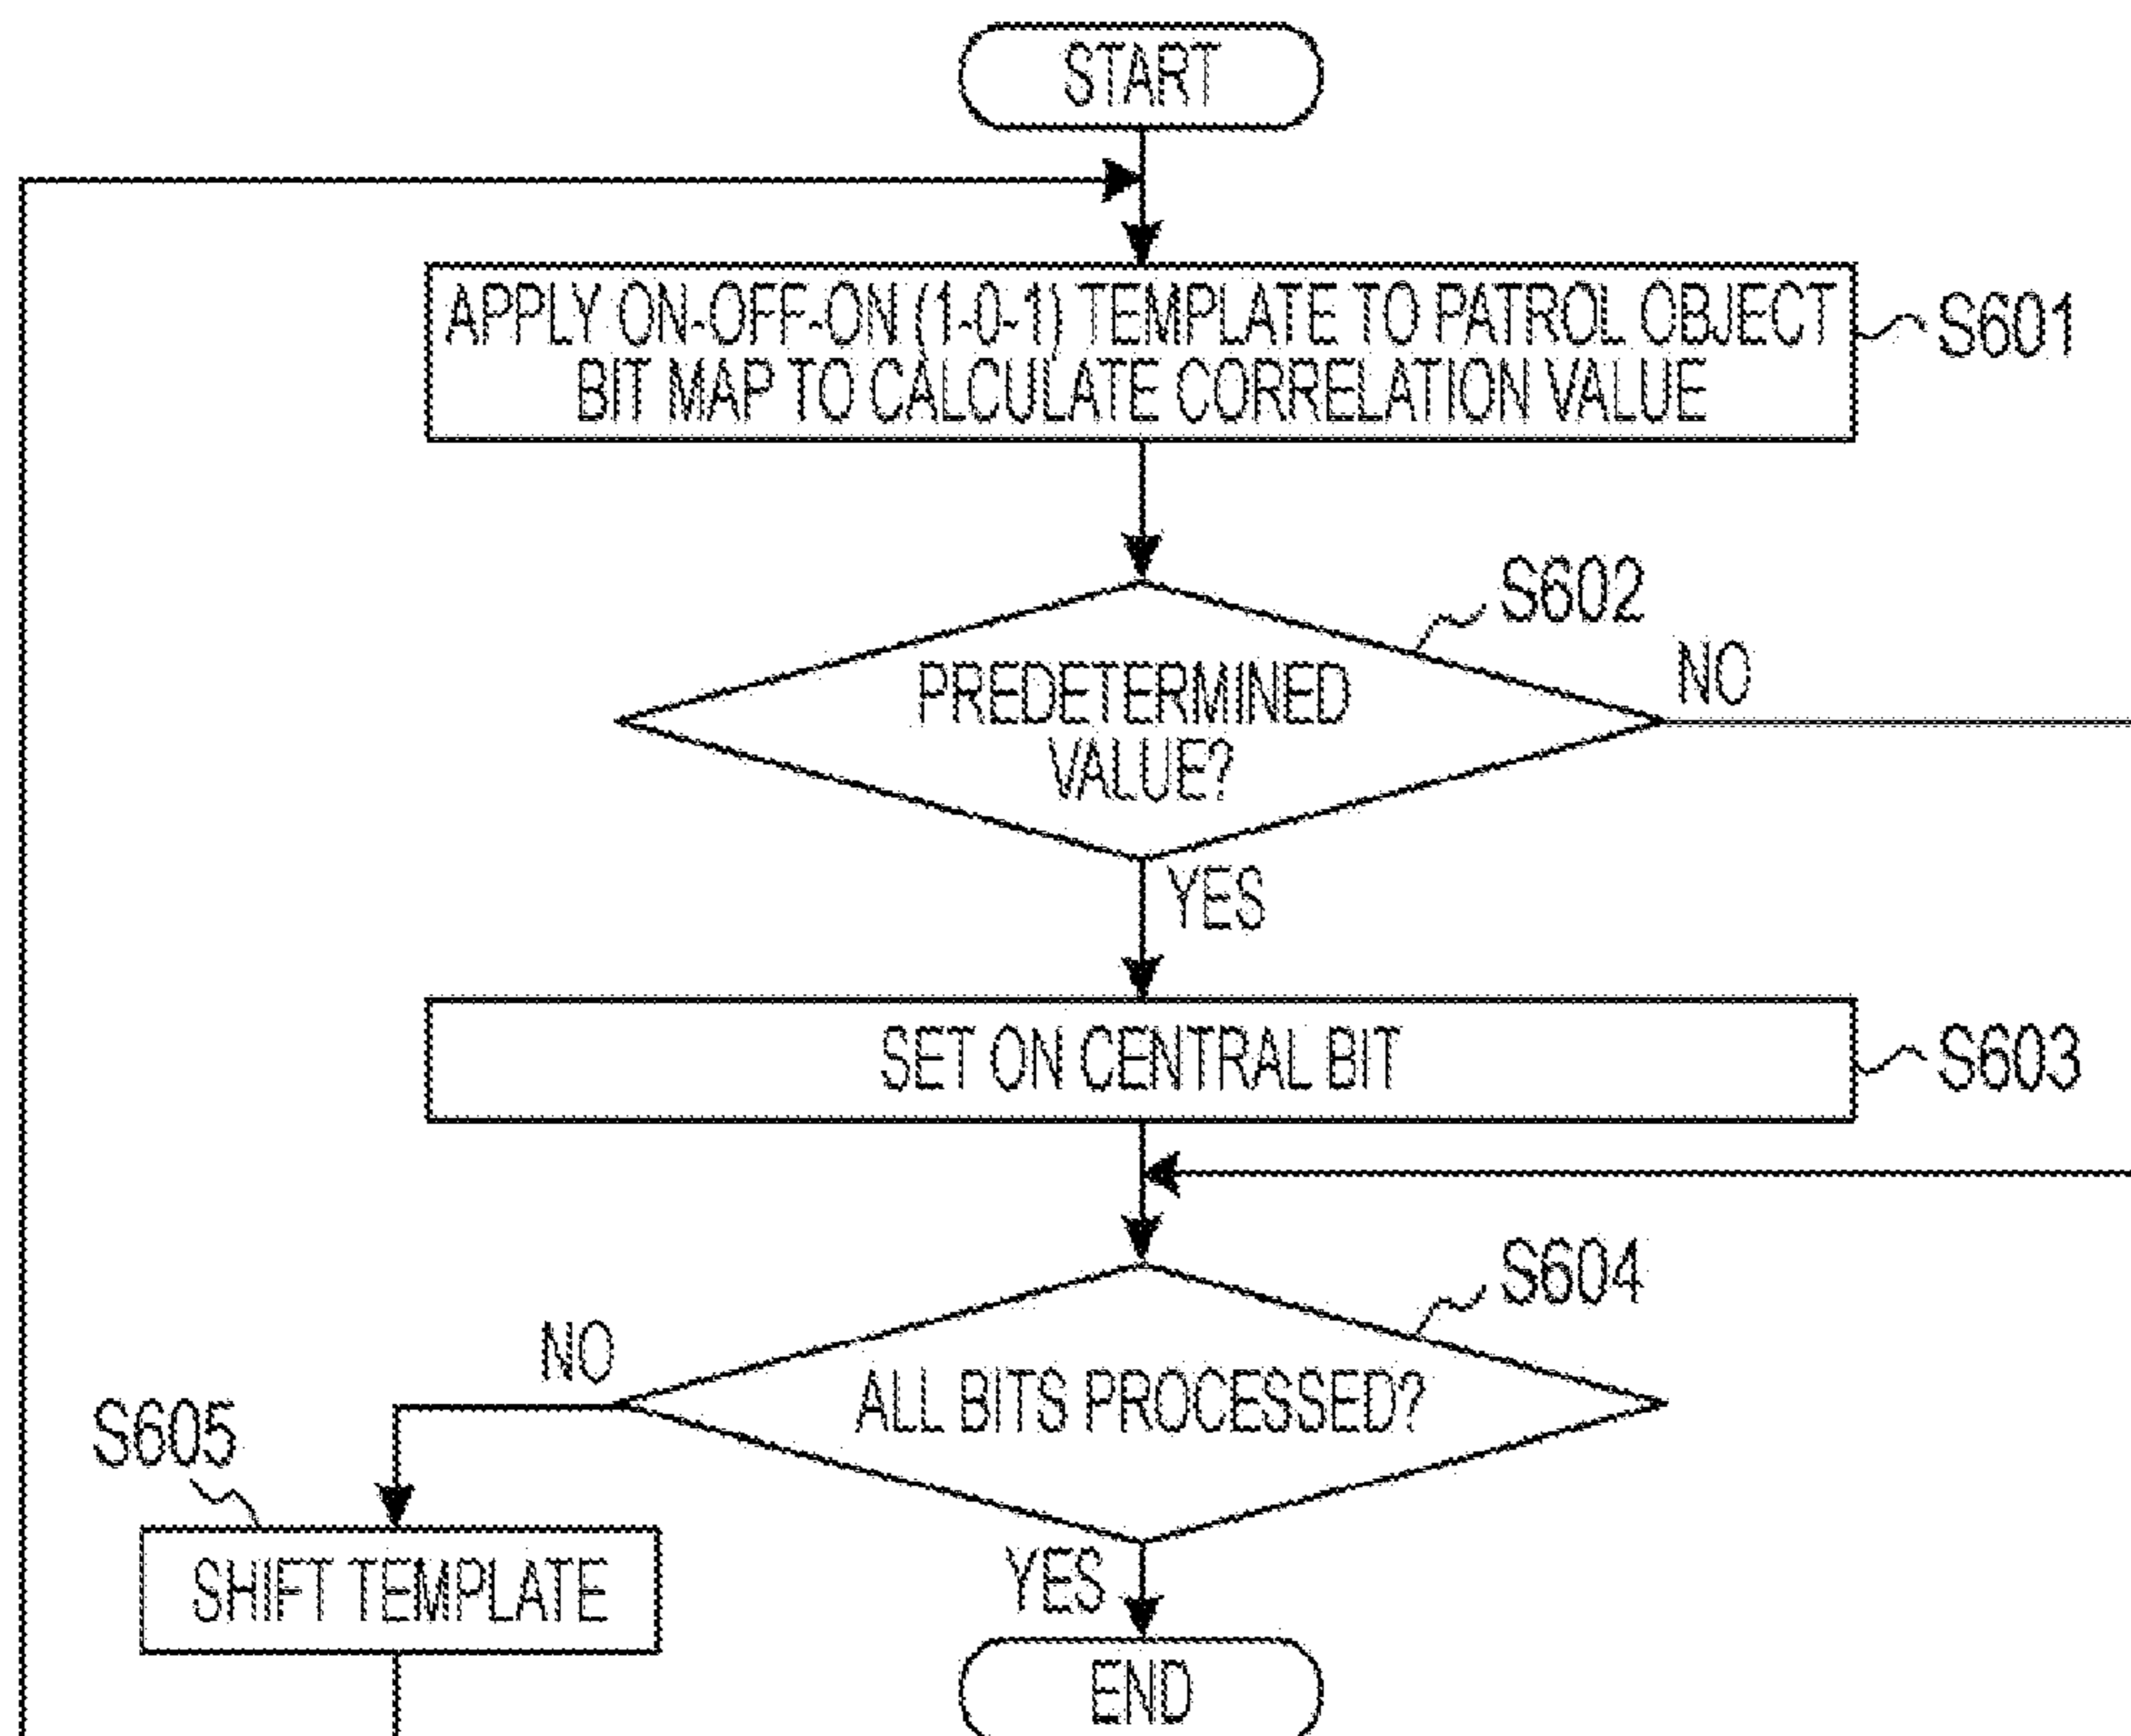 START
APPLY ON-OFF-ON (1-0-1) TEMPLATE TO PATROL OBJECT
BIT MAP TO CALCULATE CORRELATION VALUE
S601
S602
PREDETERMINED
VALUE?
NO
YES
SET ON CENTRAL BIT
S603
S604
ALL BITS PROCESSED?
NO
S605
SHIFT TEMPLATE
YES
END